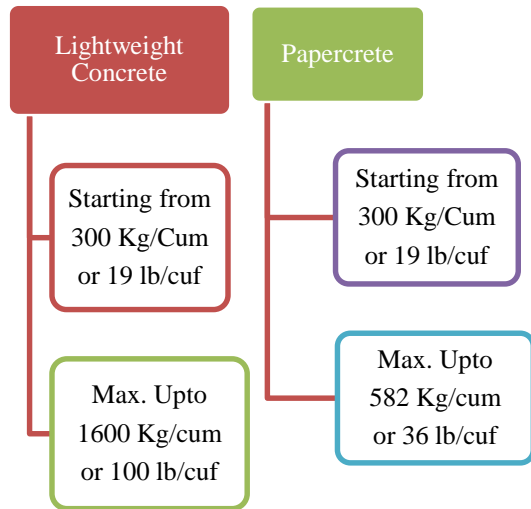 Lightweight
Concrete
Starting from
300 Kg/Cum
or 19 lb/cuf
Max. Upto
1600 Kg/cum
or 100 lb/cuf
Papercrete
Starting from
300 Kg/Cum
or 19 lb/cuf
Max. Upto
582 Kg/cum
or 36 lb/cuf